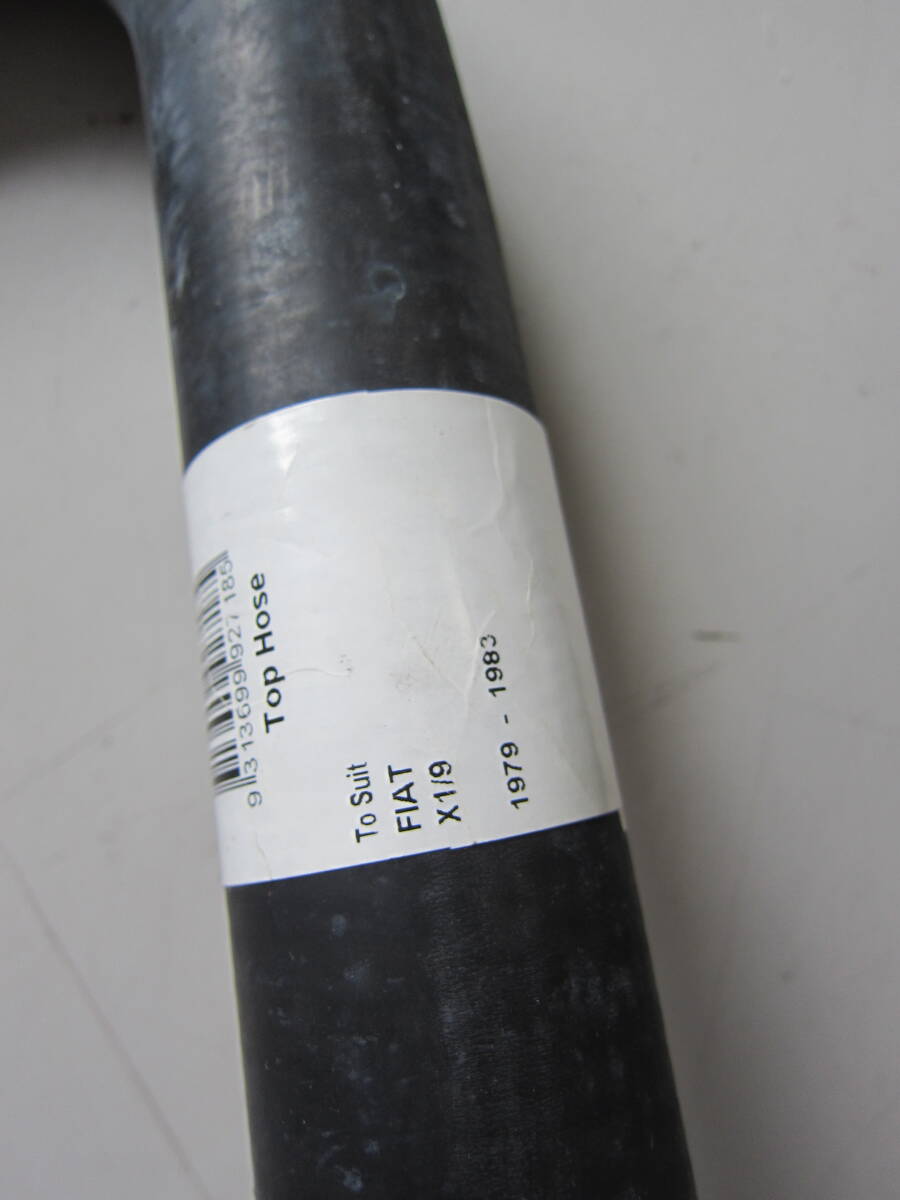 9 313699 927 185
Top Hose
To Suit
FIAT
X1/9
1979 - 1983